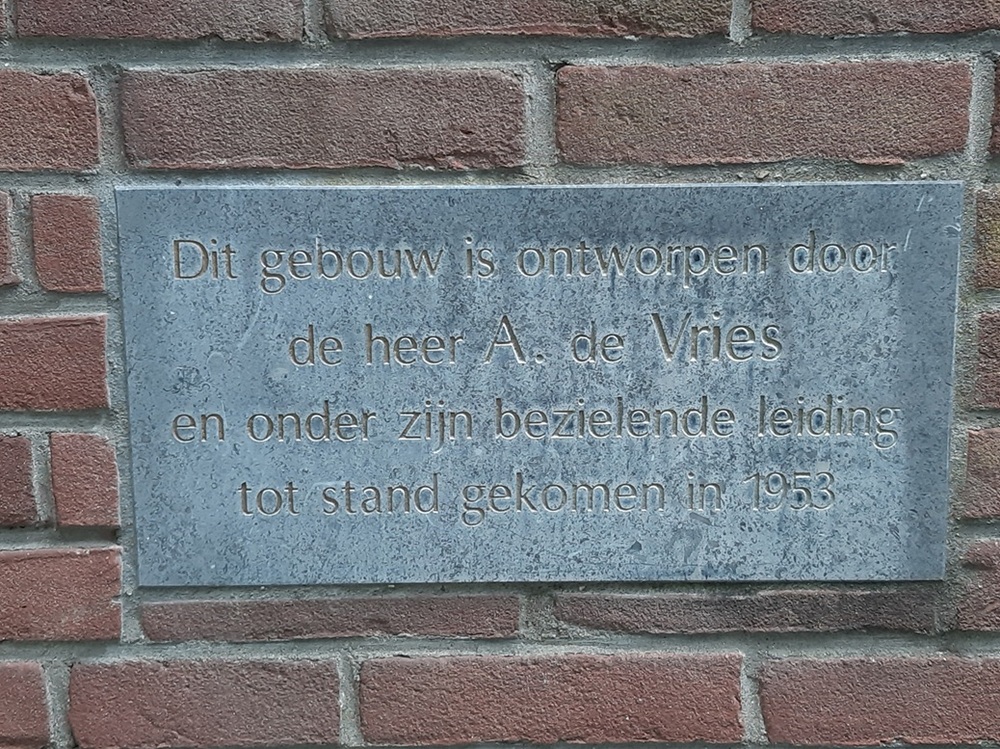 Dit gebouw is ontworpen door
de heer A. de Vries
en onder zijn bezielende leiding
tot stand gekomen in 1953